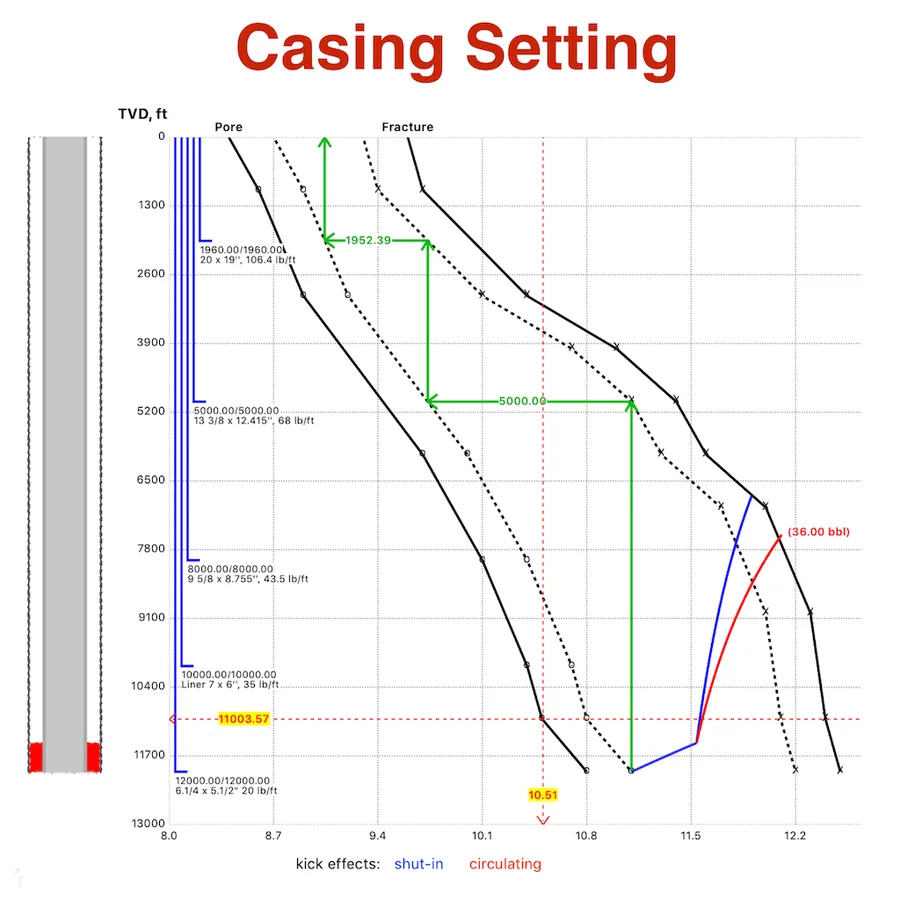 Casing Setting
TVD, ft
Pore
Fracture
0
1300
2600
3900
5200
6500
7800
9100
10400
11700
13000
1952.39
1960.00/1960.00
20 x 19'', 106.4 lb/ft
5000.00
5000.00/5000.00
13 3/8 x 12.415'', 68 lb/ft
(36.00 bbl)
8000.00/8000.00
9 5/8 x 8.755'', 43.5 lb/ft
10000.00/10000.00
Liner 7 x 6'', 35 lb/ft
11003.57
12000.00/12000.00
6.1/4 x 5.1/2" 20 lb/ft
10.51
8.0 8.7 9.4 10.1 10.8 11.5 12.2
kick effects: shut-in circulating